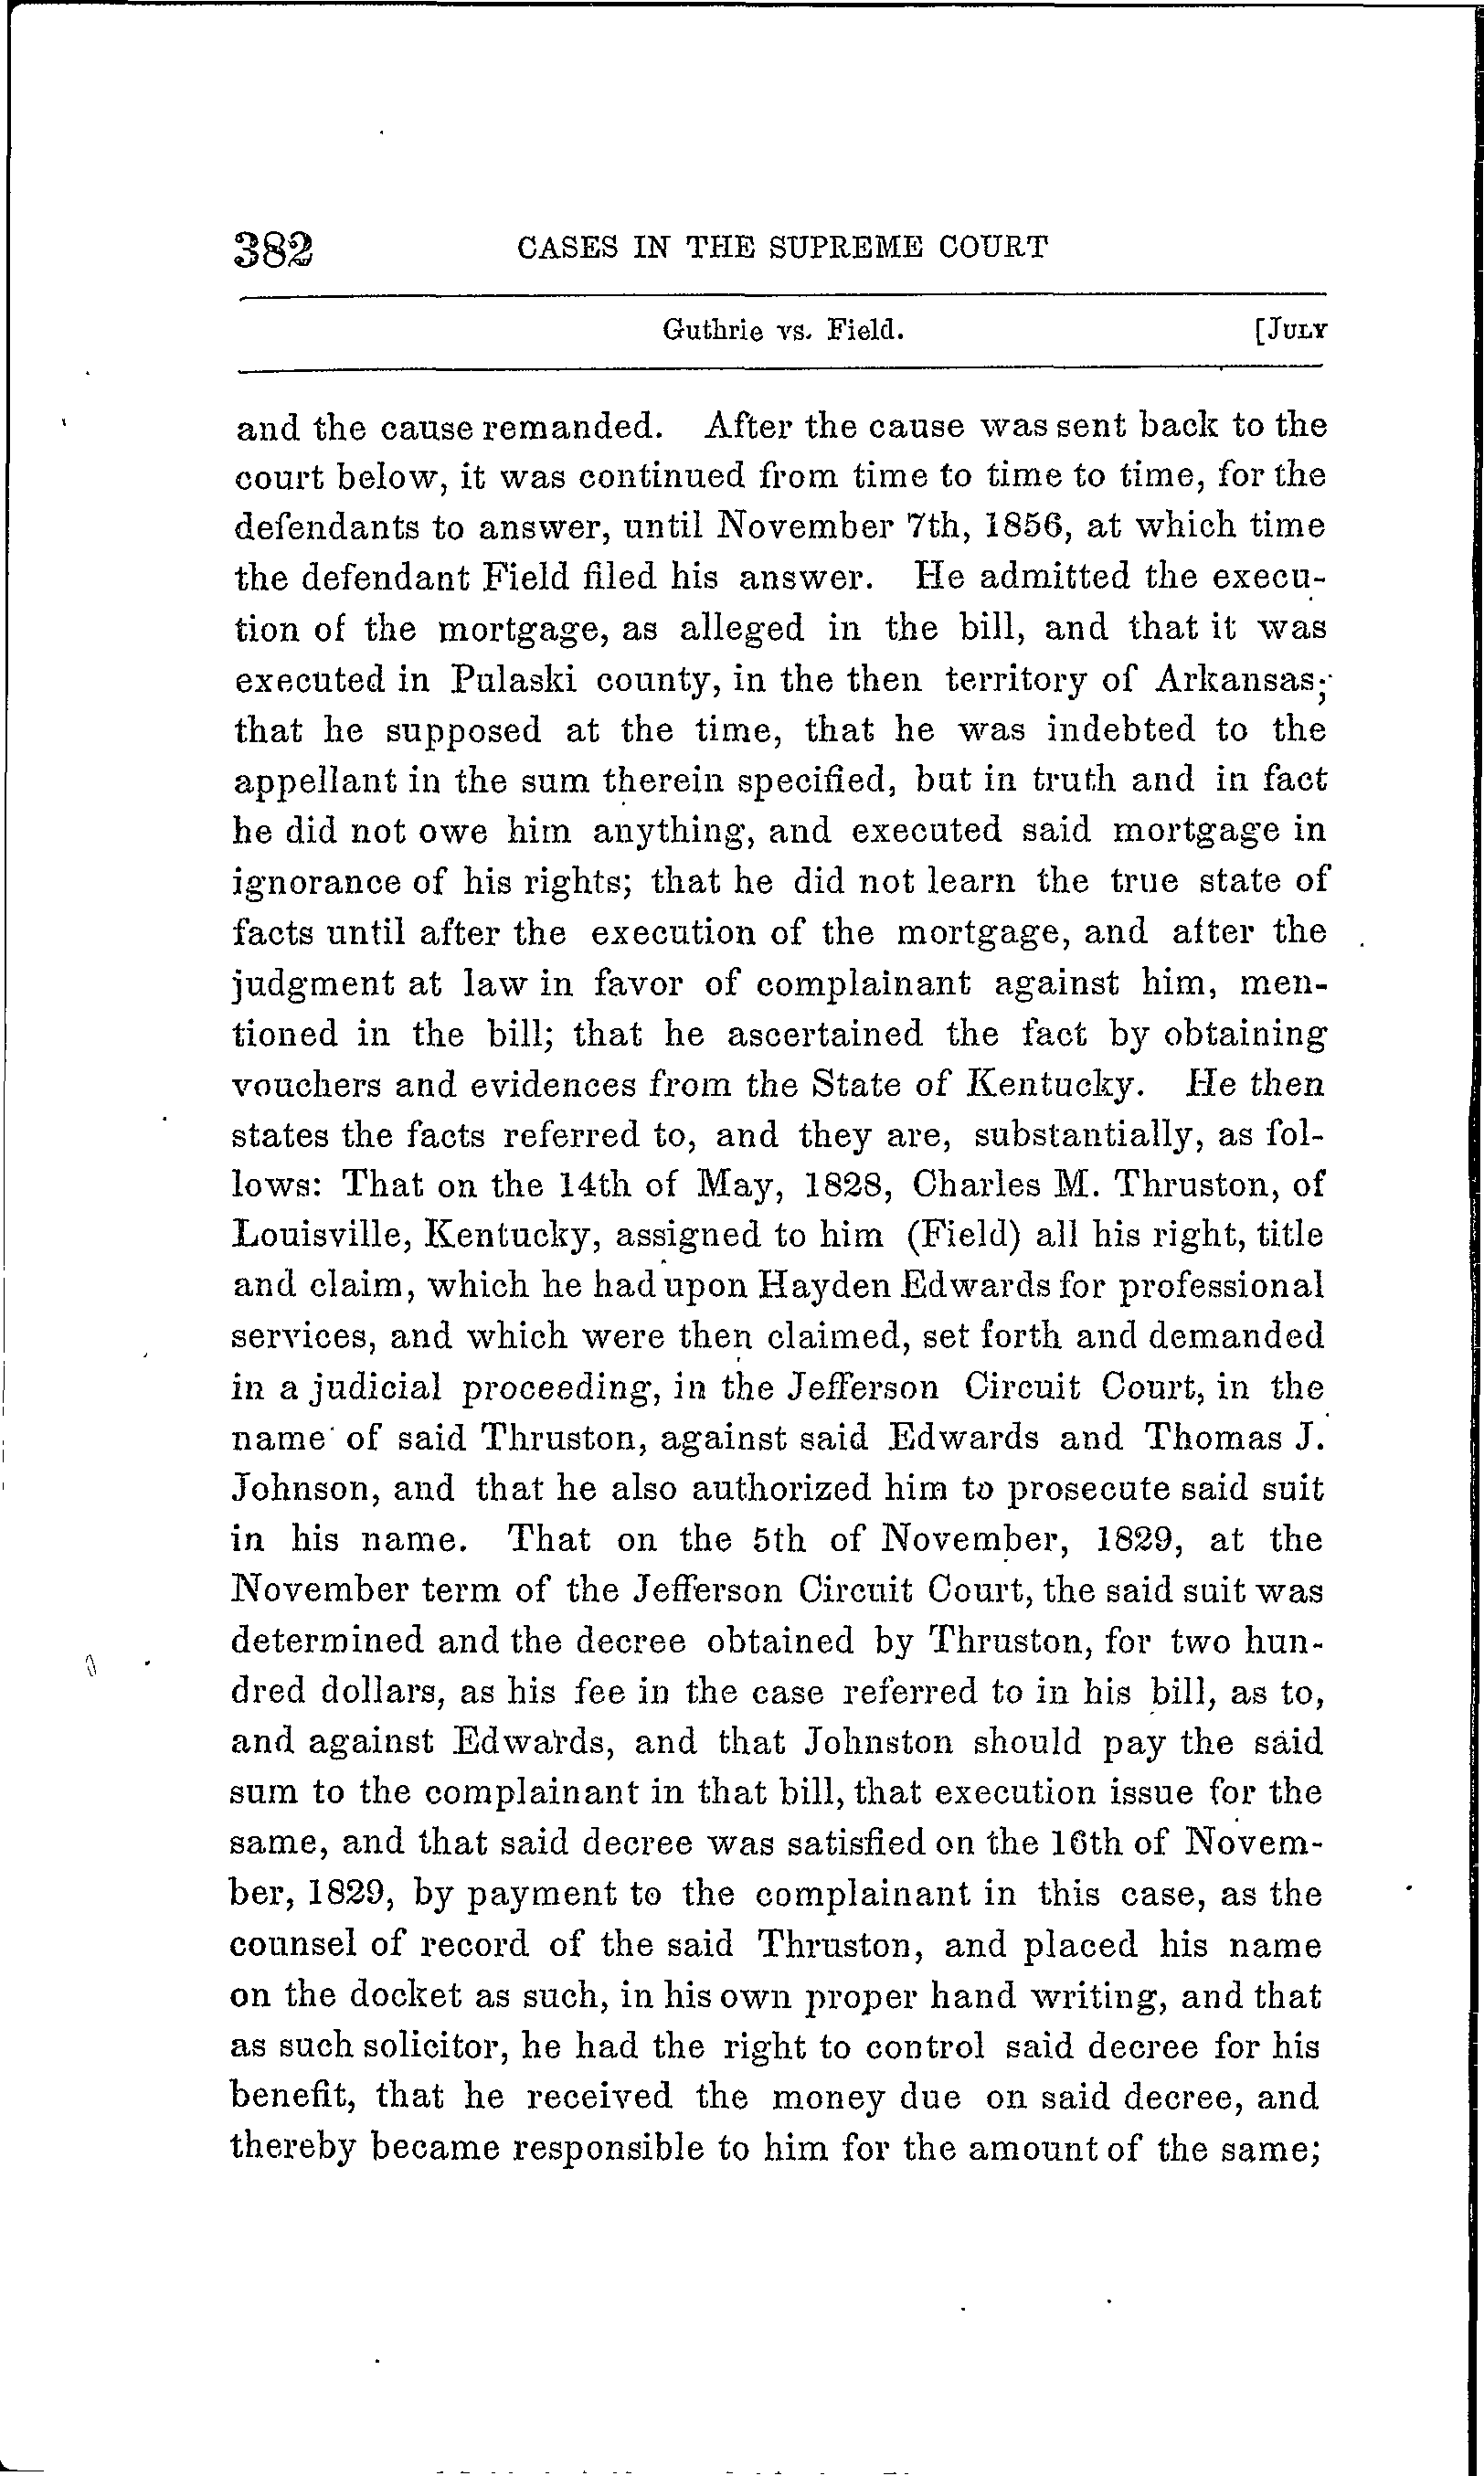 382 CASES IN THE SUPREME COURT
Guthrie vs. Field. [JULY
and the cause remanded. After the cause was sent back to the
court below, it was continued from time to time to time, for the
defendants to answer, until November 7th, 1856, at which time
the defendant Field filed his answer. He admitted the execu-
tion of the mortgage, as alleged in the bill, and that it was
executed in Pulaski county, in the then territory of Arkansas;
that he supposed at the time, that he was indebted to the
appellant in the sum therein specified, but in truth and in fact
he did not owe him anything, and executed said mortgage in
ignorance of his rights; that he did not learn the true state of
facts until after the execution of the mortgage, and after the
judgment at law in favor of complainant against him, men-
tioned in the bill; that he ascertained the fact by obtaining
vouchers and evidences from the State of Kentucky. He then
states the facts referred to, and they are, substantially, as fol-
lows: That on the 14th of May, 1828, Charles M. Thruston, of
Louisville, Kentucky, assigned to him (Field) all his right, title
and claim, which he had upon Hayden Edwards for professional
services, and which were then claimed, set forth and demanded
in a judicial proceeding, in the Jefferson Circuit Court, in the
name of said Thruston, against said Edwards and Thomas J.
Johnson, and that he also authorized him to prosecute said suit
in his name. That on the 5th of November, 1829, at the
November term of the Jefferson Circuit Court, the said suit was
determined and the decree obtained by Thruston, for two hun-
dred dollars, as his fee in the case referred to in his bill, as to,
and against Edwards, and that Johnston should pay the said
sum to the complainant in that bill, that execution issue for the
same, and that said decree was satisfied on the 16th of Novem-
ber, 1829, by payment to the complainant in this case, as the
counsel of record of the said Thruston, and placed his name
on the docket as such, in his own proper hand writing, and that
as such solicitor, he had the right to control said decree for his
benefit, that he received the money due on said decree, and
thereby became responsible to him for the amount of the same;